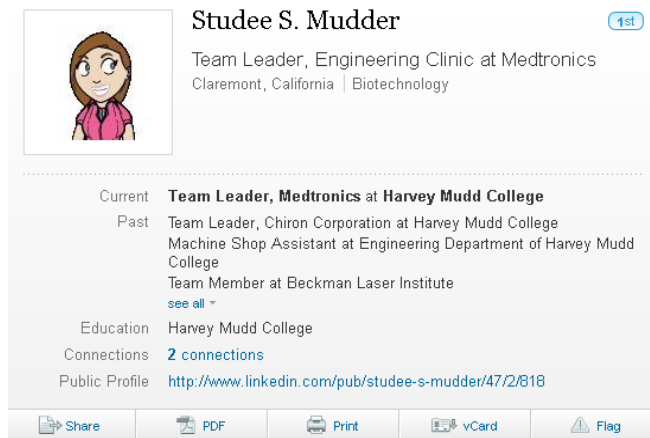 Studee S. Mudder
1st
Team Leader, Engineering Clinic at Medtronics
Claremont, California | Biotechnology
Current Team Leader, Medtronics at Harvey Mudd College
Past Team Leader, Chiron Corporation at Harvey Mudd College
Machine Shop Assistant at Engineering Department of Harvey Mudd
College
Team Member at Beckman Laser Institute
see all
Education Harvey Mudd College
Connections 2 connections
Public Profile http://www.linkedin.com/pub/studee-s-mudder/47/2/818
Share PDF Print vCard Flag